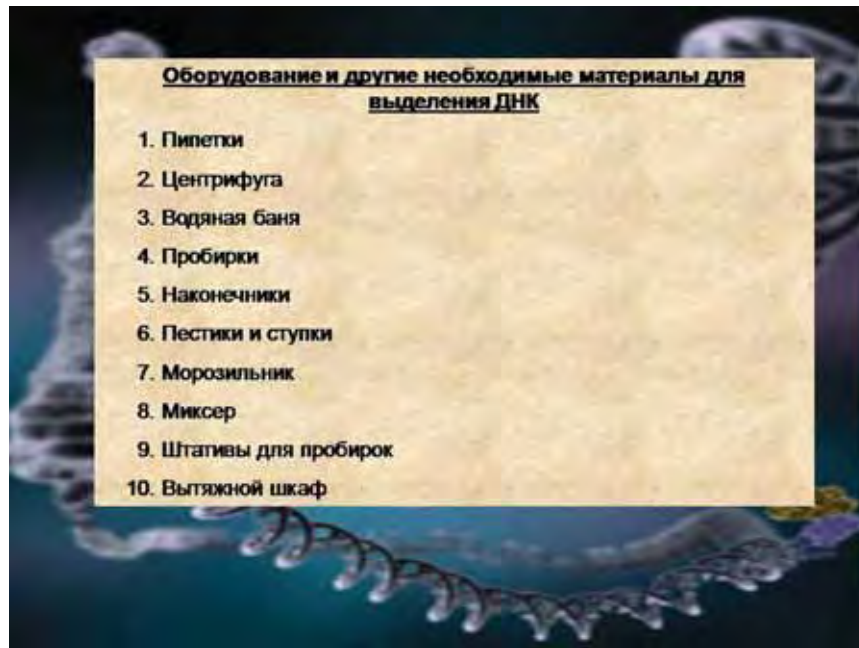 Оборудование и другие необходимые материалы для
выделения ДНК
1. Пипетки
2. Центрифуга
3. Водяная баня
4. Пробирки
5. Наконечники
6. Пестики и ступки
7. Морозильник
8. Миксер
9. Штативы для пробирок
10. Вытяжной шкаф